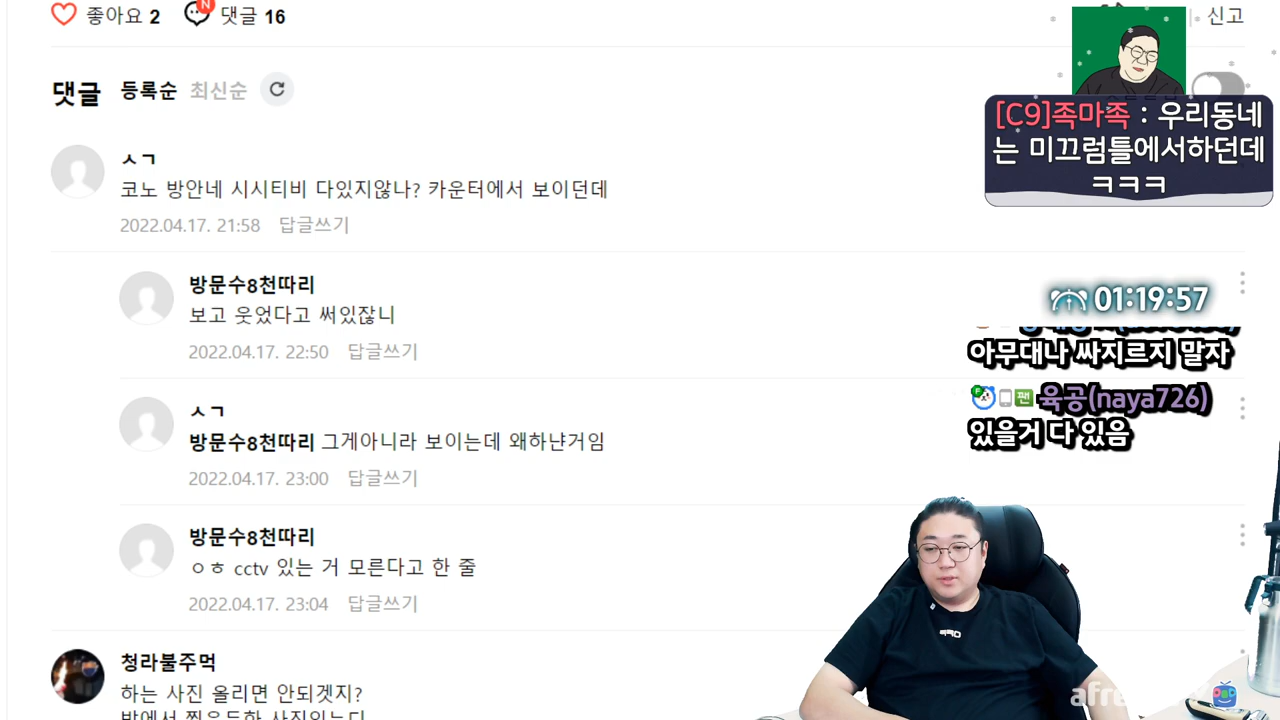 좋아요 2 댓글 16
신고
댓글 등록순 최신순
[C9]족마족 : 우리동네
는 미끄럼틀에서하던데
ㅋㅋㅋ
ㅅㄱ
코노 방안네 시시티비 다있지않나? 카운터에서 보이던데
2022.04.17. 21:58 답글쓰기
방문수8천따리
보고 웃었다고 써있잖니
2022.04.17. 22:50 답글쓰기
01:19:57
아무대나 싸지르지 말자
육공(naya726)
있을거 다 있음
ㅅㄱ
방문수8천따리 그게아니라 보이는데 왜하냔거임
2022.04.17. 23:00 답글쓰기
방문수8천따리
ㅇㅎ cctv 있는 거 모른다고 한 줄
2022.04.17. 23:04 답글쓰기
청라불주먹
하는 사진 올리면 안되겟지?